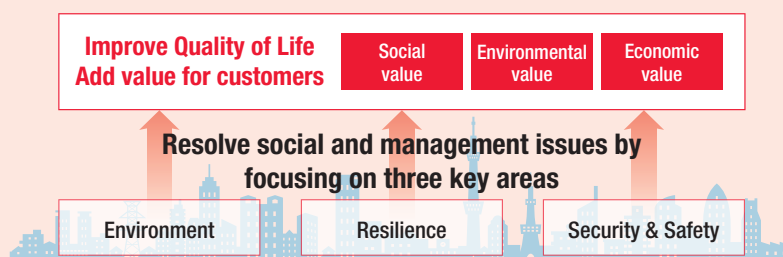 Improve Quality of Life
Add value for customers
Social
value
Environmental
value
Economic
value
Resolve social and management issues by
focusing on three key areas
Environment
Resilience
Security & Safety